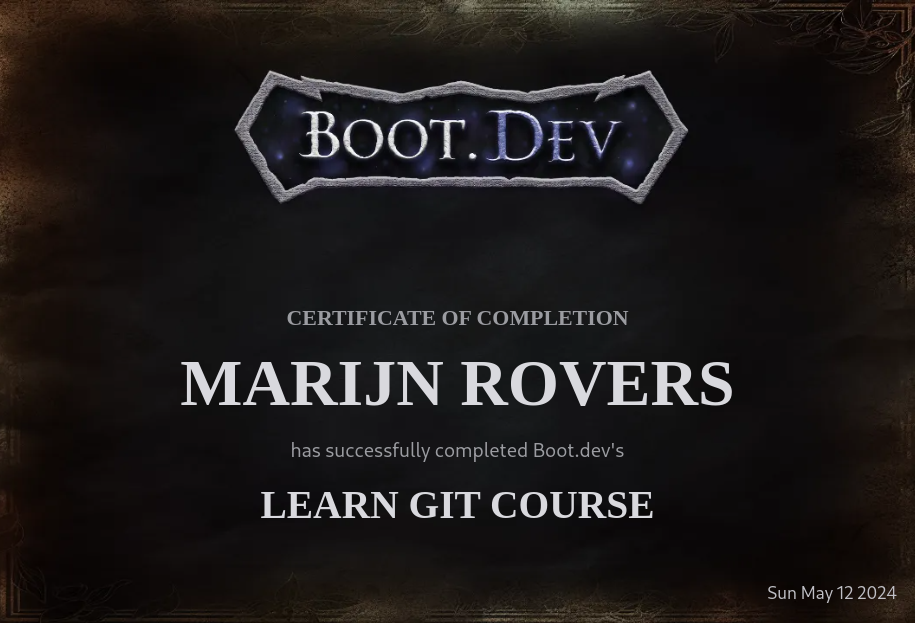 BOOT.DEV
CERTIFICATE OF COMPLETION
MARIJN ROVERS
has successfully completed Boot.dev's
LEARN GIT COURSE
Sun May 12 2024